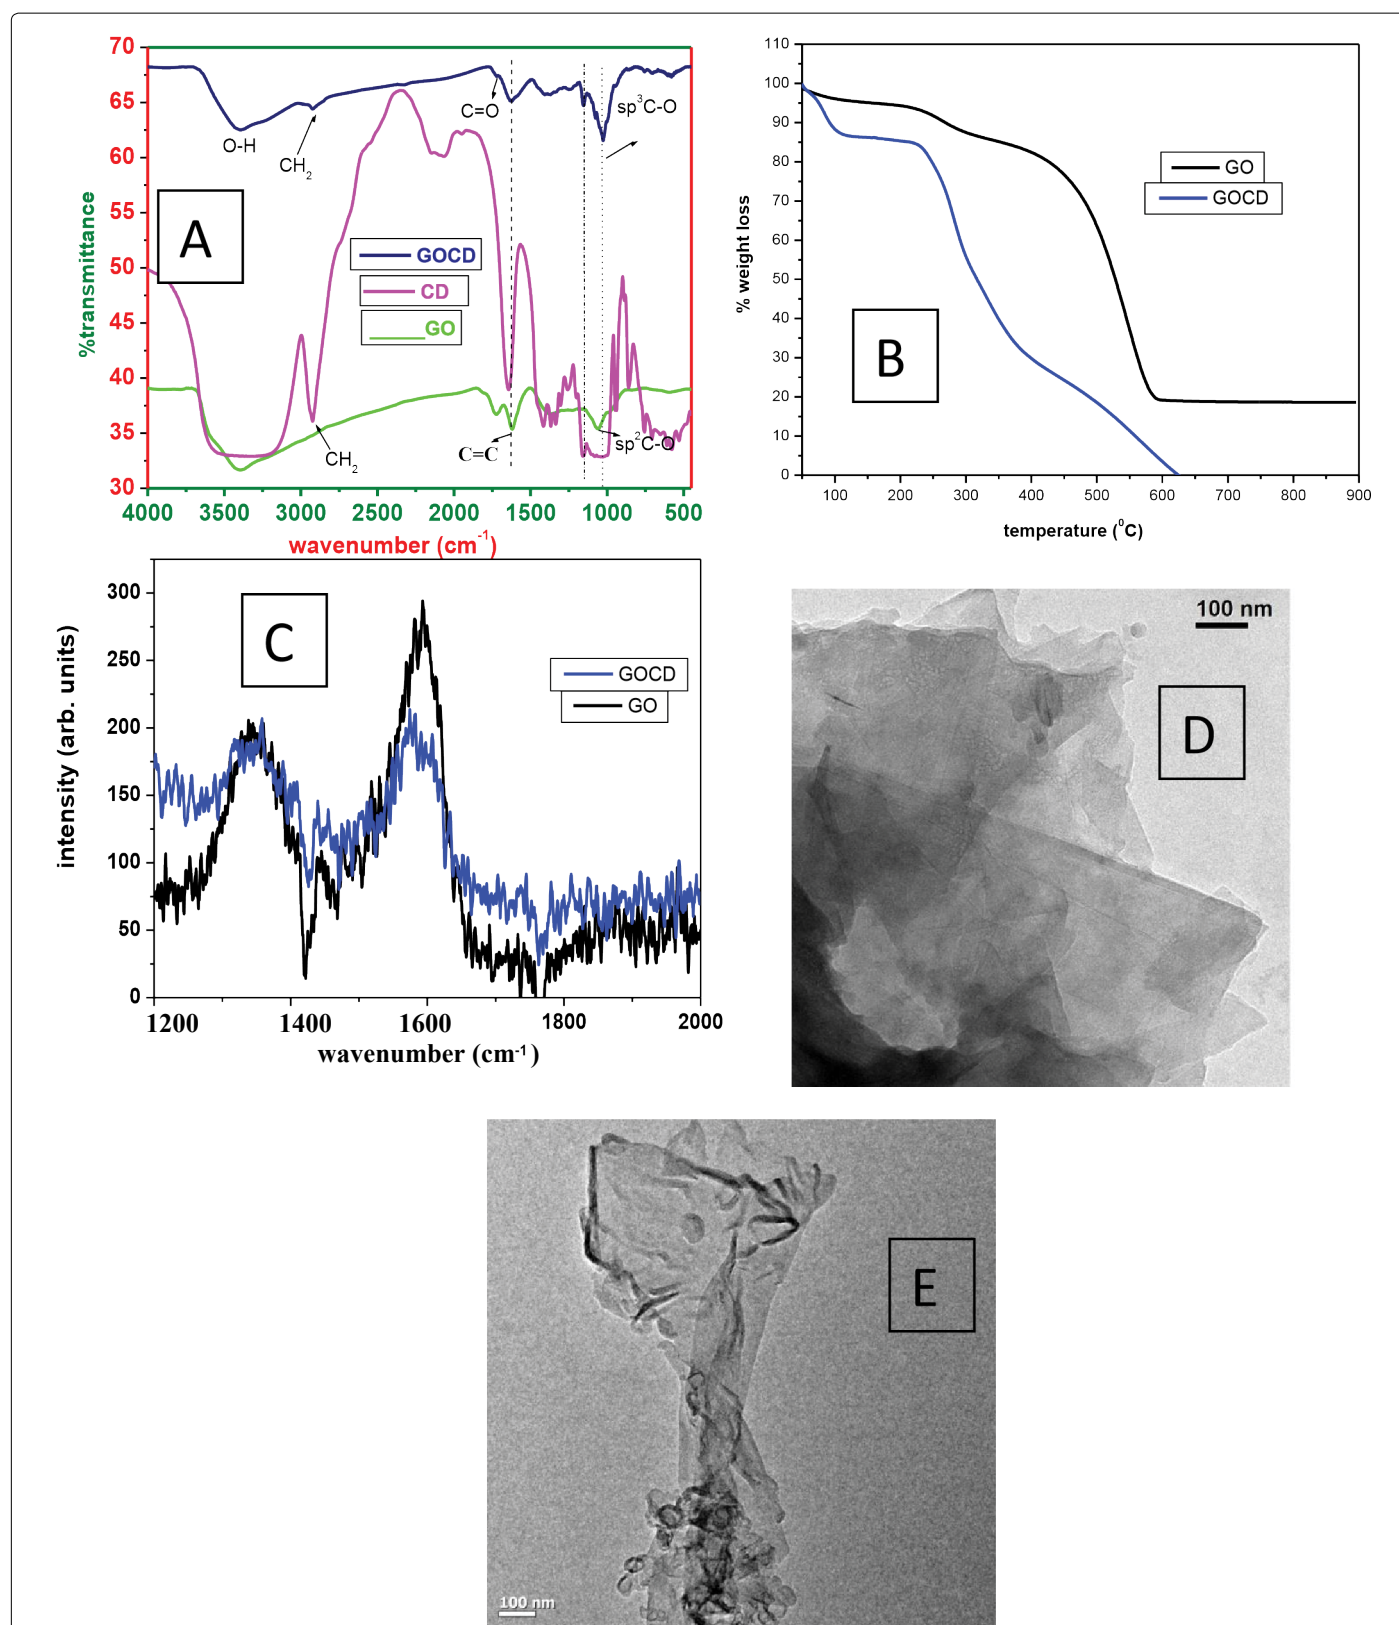 70
65
60
55
50
45
40
35
30
%transmittance
A
O-H
CH2
C=O
sp3C-O
GOCD
CD
GO
CH2
C=C
sp2C-O
4000 3500 3000 2500 2000 1500 1000 500
wavenumber (cm-1)
110
100
90
80
70
60
50
40
30
20
10
0
% weight loss
GO
GOCD
B
100 200 300 400 500 600 700 800 900
temperature (0C)
300
250
200
150
100
50
0
intensity (arb. units)
C
GOCD
GO
1200 1400 1600 1800 2000
wavenumber (cm-1)
100 nm
D
E
100 nm